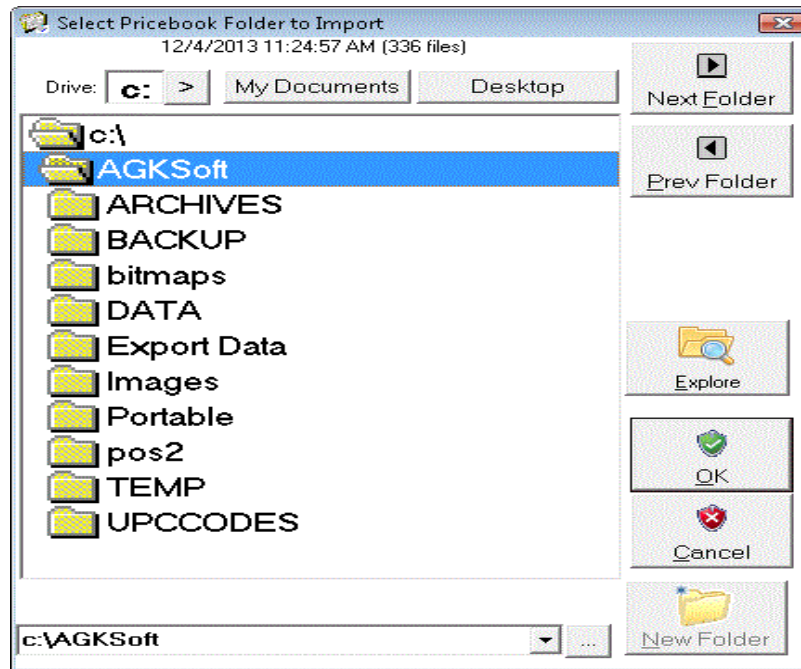 Select Pricebook Folder to Import
12/4/2013 11:24:57 AM (336 files)
Drive: c: > My Documents Desktop
Next Folder
Prev Folder
c:\
AGKSoft
ARCHIVES
BACKUP
bitmaps
DATA
Export Data
Images
Portable
pos2
TEMP
UPCCODES
Explore
OK
Cancel
c:\AGKSoft ... New Folder